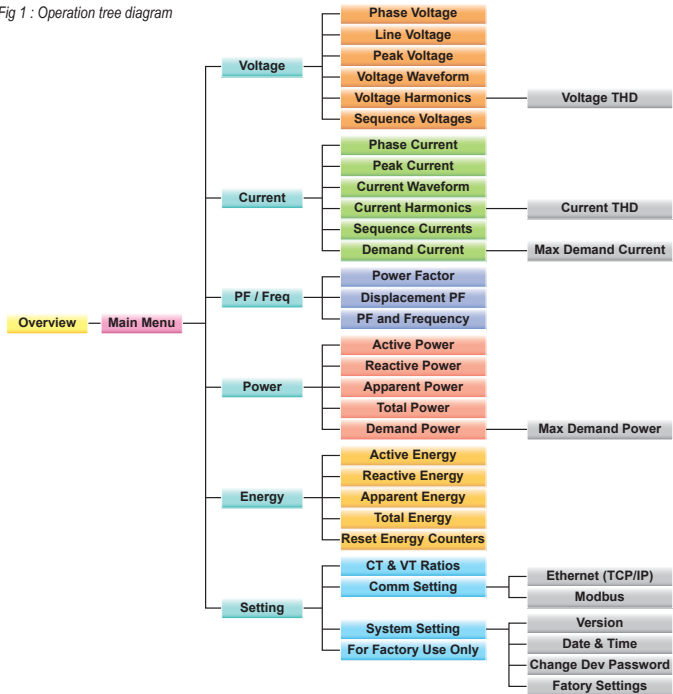 Fig 1 : Operation tree diagram
Overview
Main Menu
Voltage
Phase Voltage
Line Voltage
Peak Voltage
Voltage Waveform
Voltage Harmonics
Voltage THD
Sequence Voltages
Current
Phase Current
Peak Current
Current Waveform
Current Harmonics
Current THD
Sequence Currents
Demand Current
Max Demand Current
PF / Freq
Power Factor
Displacement PF
PF and Frequency
Power
Active Power
Reactive Power
Apparent Power
Total Power
Demand Power
Max Demand Power
Energy
Active Energy
Reactive Energy
Apparent Energy
Total Energy
Reset Energy Counters
Setting
CT & VT Ratios
Comm Setting
Ethernet (TCP/IP)
Modbus
System Setting
Version
Date & Time
Change Dev Password
Fatory Settings
For Factory Use Only